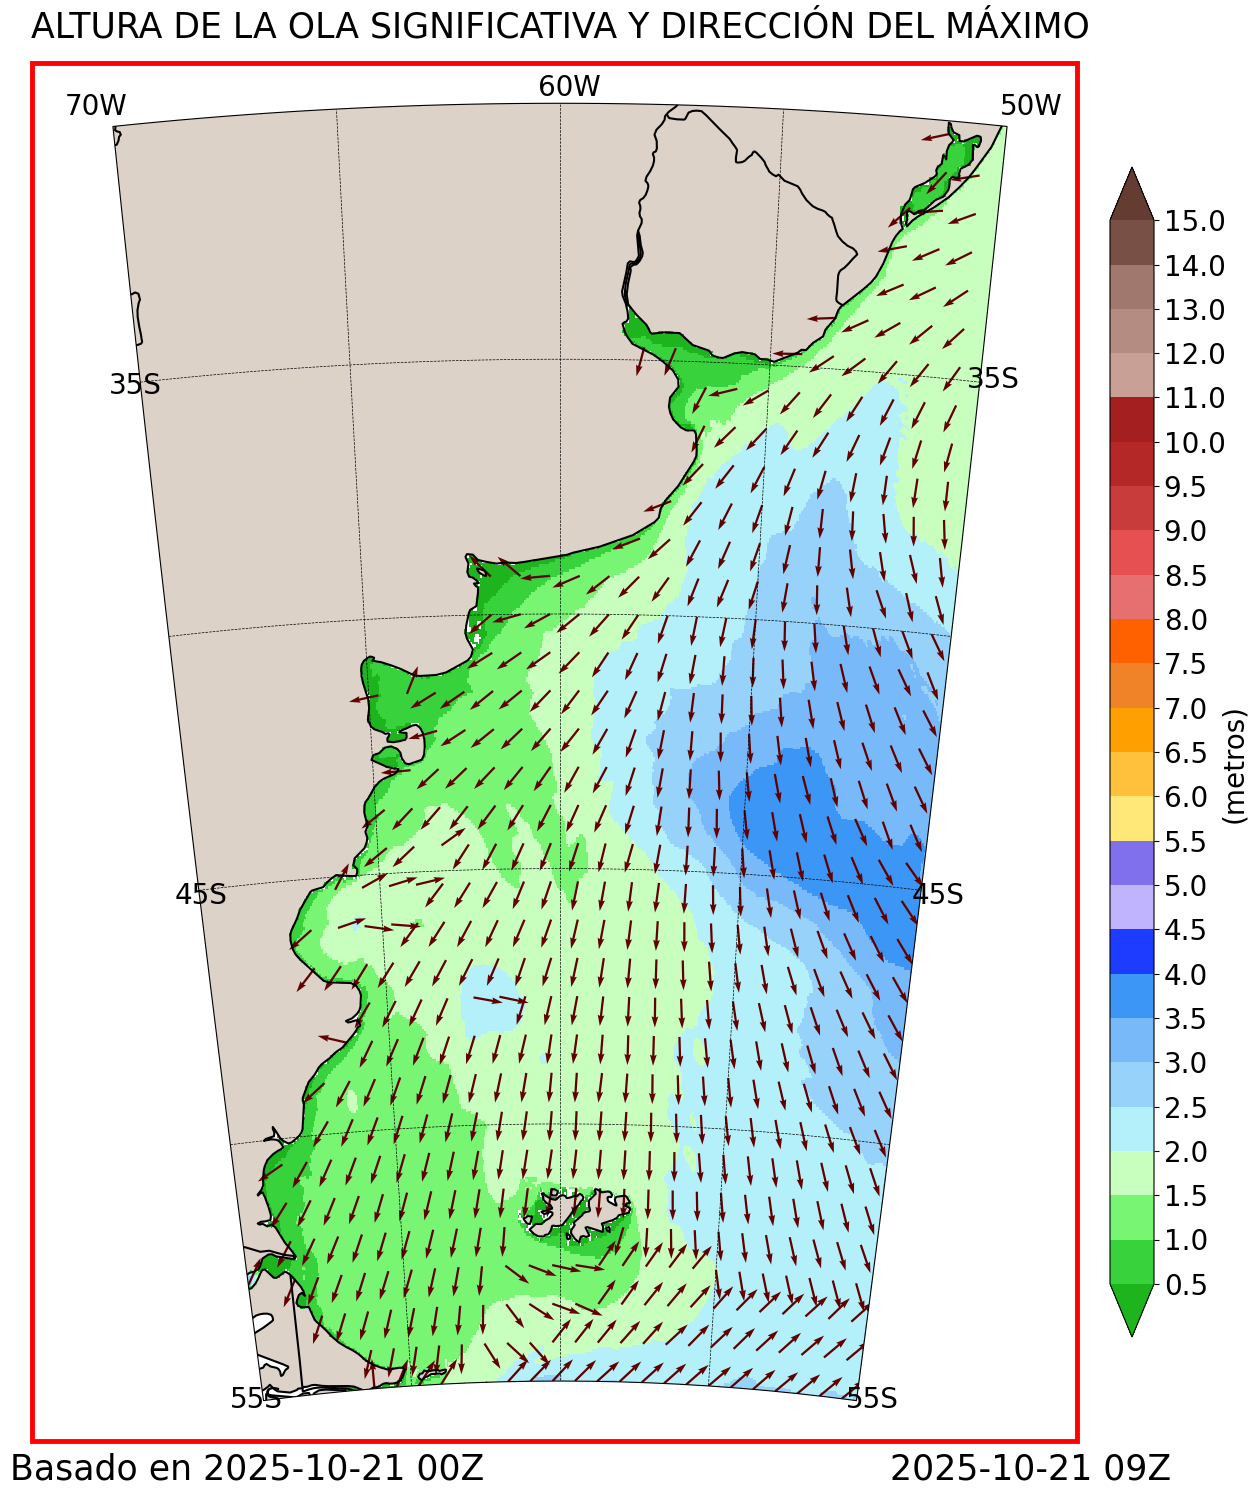 ALTURA DE LA OLA SIGNIFICATIVA Y DIRECCIÓN DEL MÁXIMO
70W
60W
50W
35S
35S
45S
45S
55S
55S
15.0
14.0
13.0
12.0
11.0
10.0
9.5
9.0
8.5
8.0
7.5
7.0
6.5
6.0
5.5
5.0
4.5
4.0
3.5
3.0
2.5
2.0
1.5
1.0
0.5
(metros)
Basado en 2025-10-21 00Z
2025-10-21 09Z